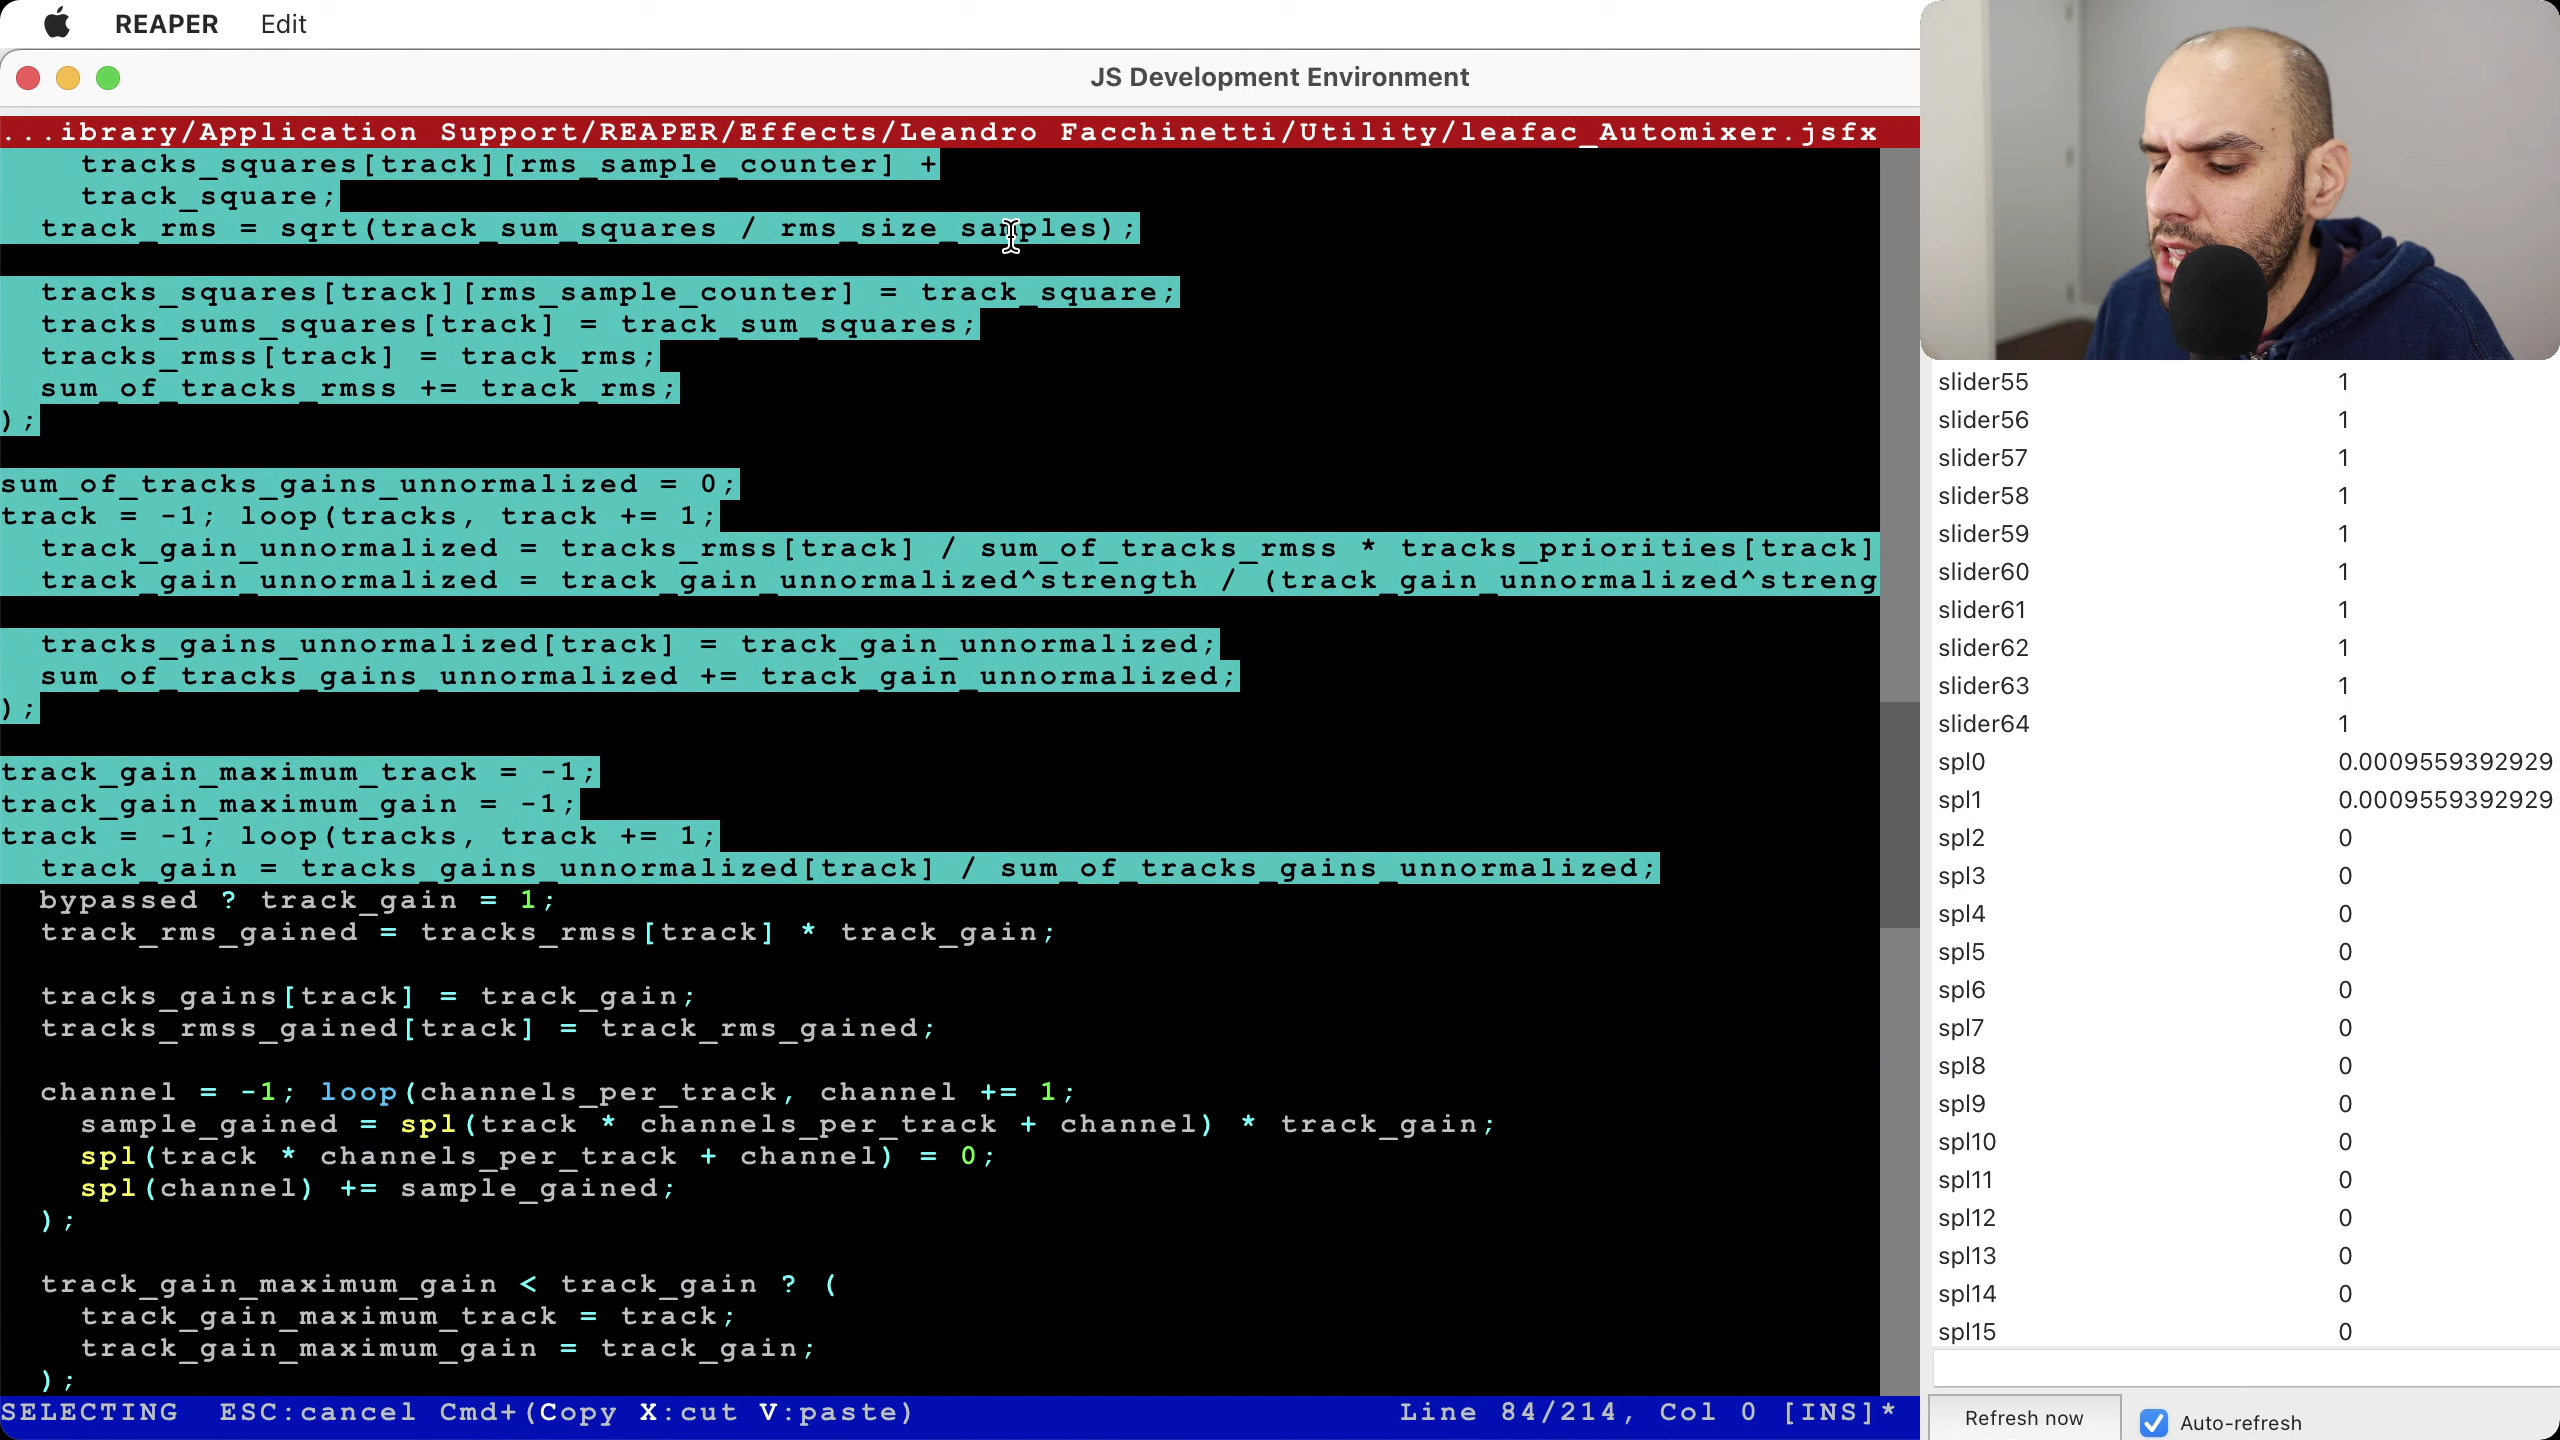 REAPER Edit
JS Development Environment
...ibrary/Application Support/REAPER/Effects/Leandro Facchinetti/Utility/leafac_Automixer.jsfx
tracks_squares[track][rms_sample_counter] +
track_square;
track_rms = sqrt(track_sum_squares / rms_size_samples);
tracks_squares[track][rms_sample_counter] = track_square;
tracks_sums_squares[track] = track_sum_squares;
tracks_rmss[track] = track_rms;
sum_of_tracks_rmss += track_rms;
);
sum_of_tracks_gains_unnormalized = 0;
track = -1; loop(tracks, track += 1;
track_gain_unnormalized = tracks_rmss[track] / sum_of_tracks_rmss * tracks_priorities[track]
track_gain_unnormalized = track_gain_unnormalized^strength / (track_gain_unnormalized^streng
tracks_gains_unnormalized[track] = track_gain_unnormalized;
sum_of_tracks_gains_unnormalized += track_gain_unnormalized;
);
track_gain_maximum_track = -1;
track_gain_maximum_gain = -1;
track = -1; loop(tracks, track += 1;
track_gain = tracks_gains_unnormalized[track] / sum_of_tracks_gains_unnormalized;
bypassed ? track_gain = 1;
track_rms_gained = tracks_rmss[track] * track_gain;
tracks_gains[track] = track_gain;
tracks_rmss_gained[track] = track_rms_gained;
channel = -1; loop(channels_per_track, channel += 1;
sample_gained = spl(track * channels_per_track + channel) * track_gain;
spl(track * channels_per_track + channel) = 0;
spl(channel) += sample_gained;
);
track_gain_maximum_gain < track_gain ? (
track_gain_maximum_track = track;
track_gain_maximum_gain = track_gain;
);
SELECTING ESC:cancel Cmd+(Copy X:cut V:paste) Line 84/214, Col 0 [INS]*
slider55 1
slider56 1
slider57 1
slider58 1
slider59 1
slider60 1
slider61 1
slider62 1
slider63 1
slider64 1
spl0 0.0009559392929
spl1 0.0009559392929
spl2 0
spl3 0
spl4 0
spl5 0
spl6 0
spl7 0
spl8 0
spl9 0
spl10 0
spl11 0
spl12 0
spl13 0
spl14 0
spl15 0
Refresh now Auto-refresh